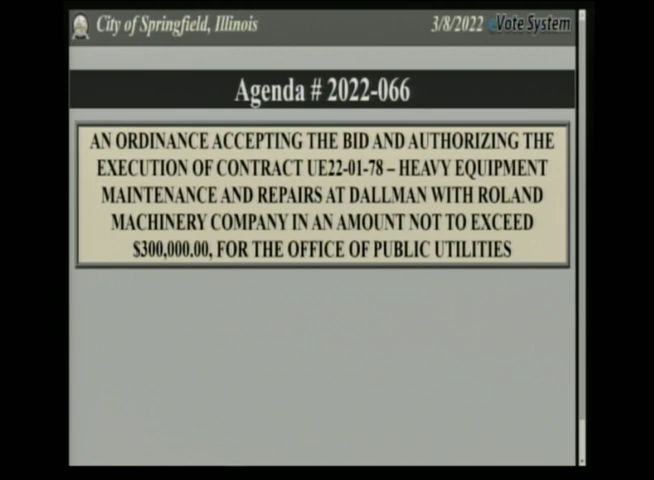 City of Springfield, Illinois 3/8/2022 eVote System
Agenda # 2022-066
AN ORDINANCE ACCEPTING THE BID AND AUTHORIZING THE
EXECUTION OF CONTRACT UE22-01-78 – HEAVY EQUIPMENT
MAINTENANCE AND REPAIRS AT DALLMAN WITH ROLAND
MACHINERY COMPANY IN AN AMOUNT NOT TO EXCEED
$300,000.00, FOR THE OFFICE OF PUBLIC UTILITIES